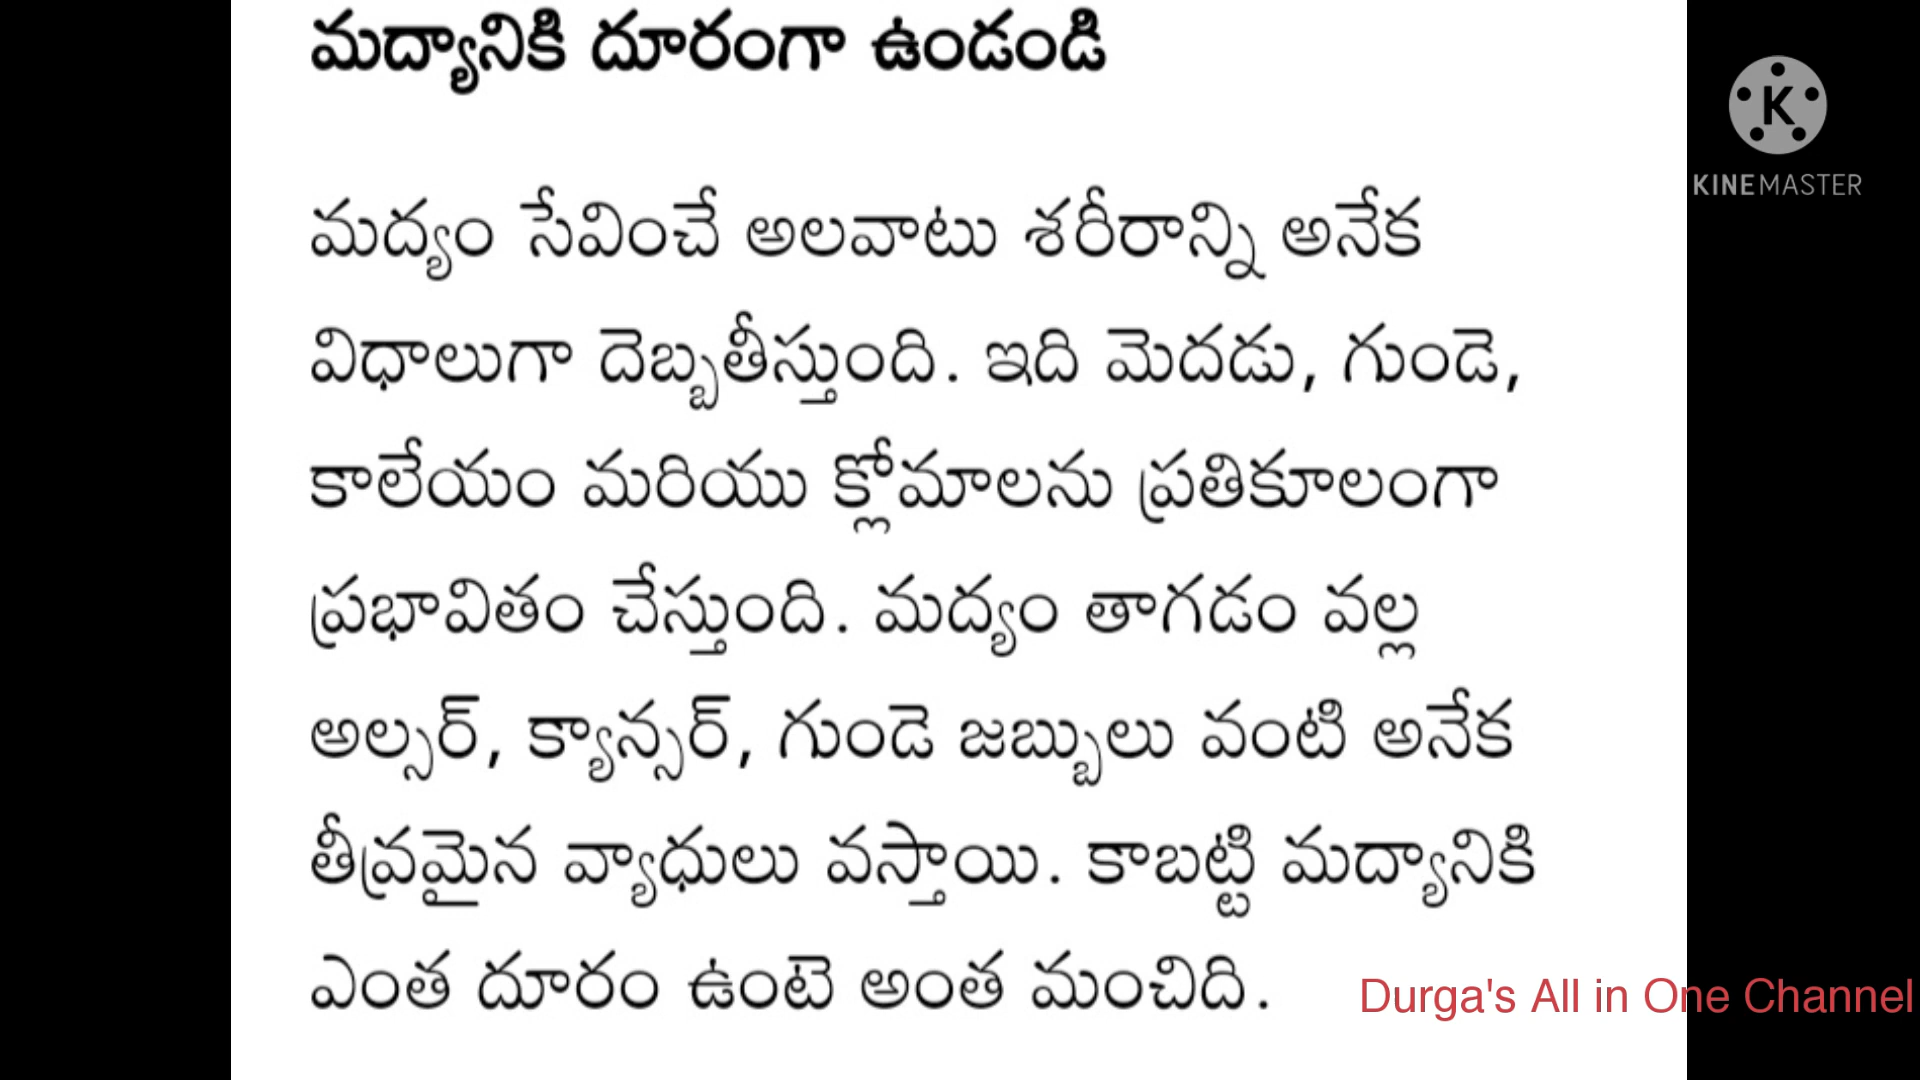 మద్యానికి దూరంగా ఉండండి
మద్యం సేవించే అలవాటు శరీరాన్ని అనేక
విధాలుగా దెబ్బతీస్తుంది. ఇది మెదడు, గుండె,
కాలేయం మరియు క్లోమాలను ప్రతికూలంగా
ప్రభావితం చేస్తుంది. మద్యం తాగడం వల్ల
అల్సర్, క్యాన్సర్, గుండె జబ్బులు వంటి అనేక
తీవ్రమైన వ్యాధులు వస్తాయి. కాబట్టి మద్యానికి
ఎంత దూరం ఉంటె అంత మంచిది.
K
KINEMASTER
Durga's All in One Channel